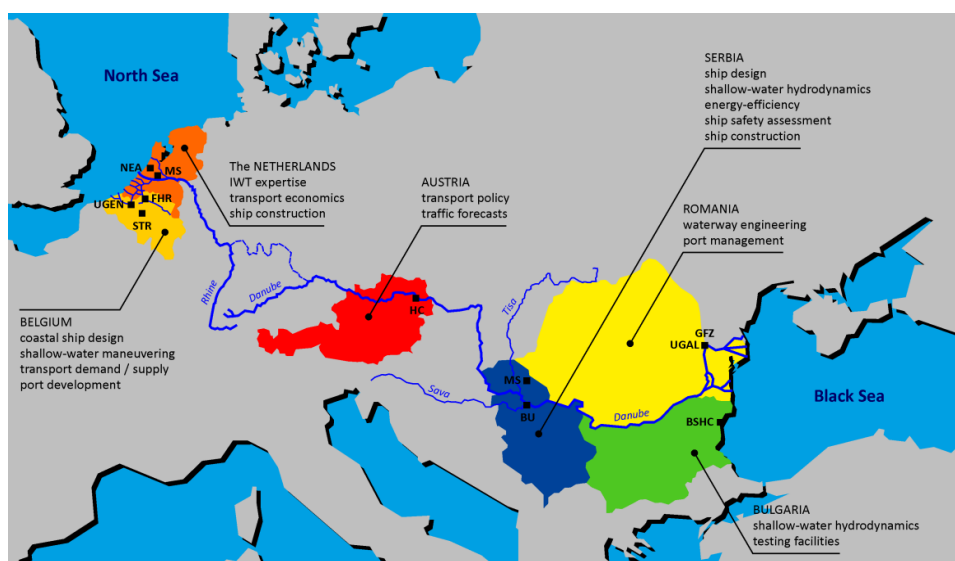 North Sea
SERBIA
ship design
shallow-water hydrodynamics
energy-efficiency
ship safety assessment
ship construction
NEA
MS
The NETHERLANDS
IWT expertise
transport economics
ship construction
AUSTRIA
transport policy
traffic forecasts
UGEN
FHR
STR
ROMANIA
waterway engineering
port management
Rhine
Danube
HC
Tisa
BELGIUM
coastal ship design
shallow-water maneuvering
transport demand / supply
port development
GFZ
UGAL
MS
Sava
BU
Danube
BSHC
Black Sea
BULGARIA
shallow-water hydrodynamics
testing facilities